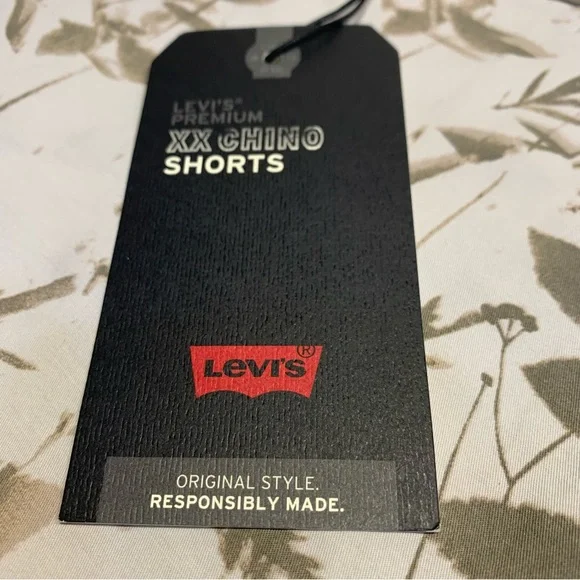 LEVI'S®
PREMIUM
XX CHINO
SHORTS
LEVI'S®
ORIGINAL STYLE.
RESPONSIBLY MADE.